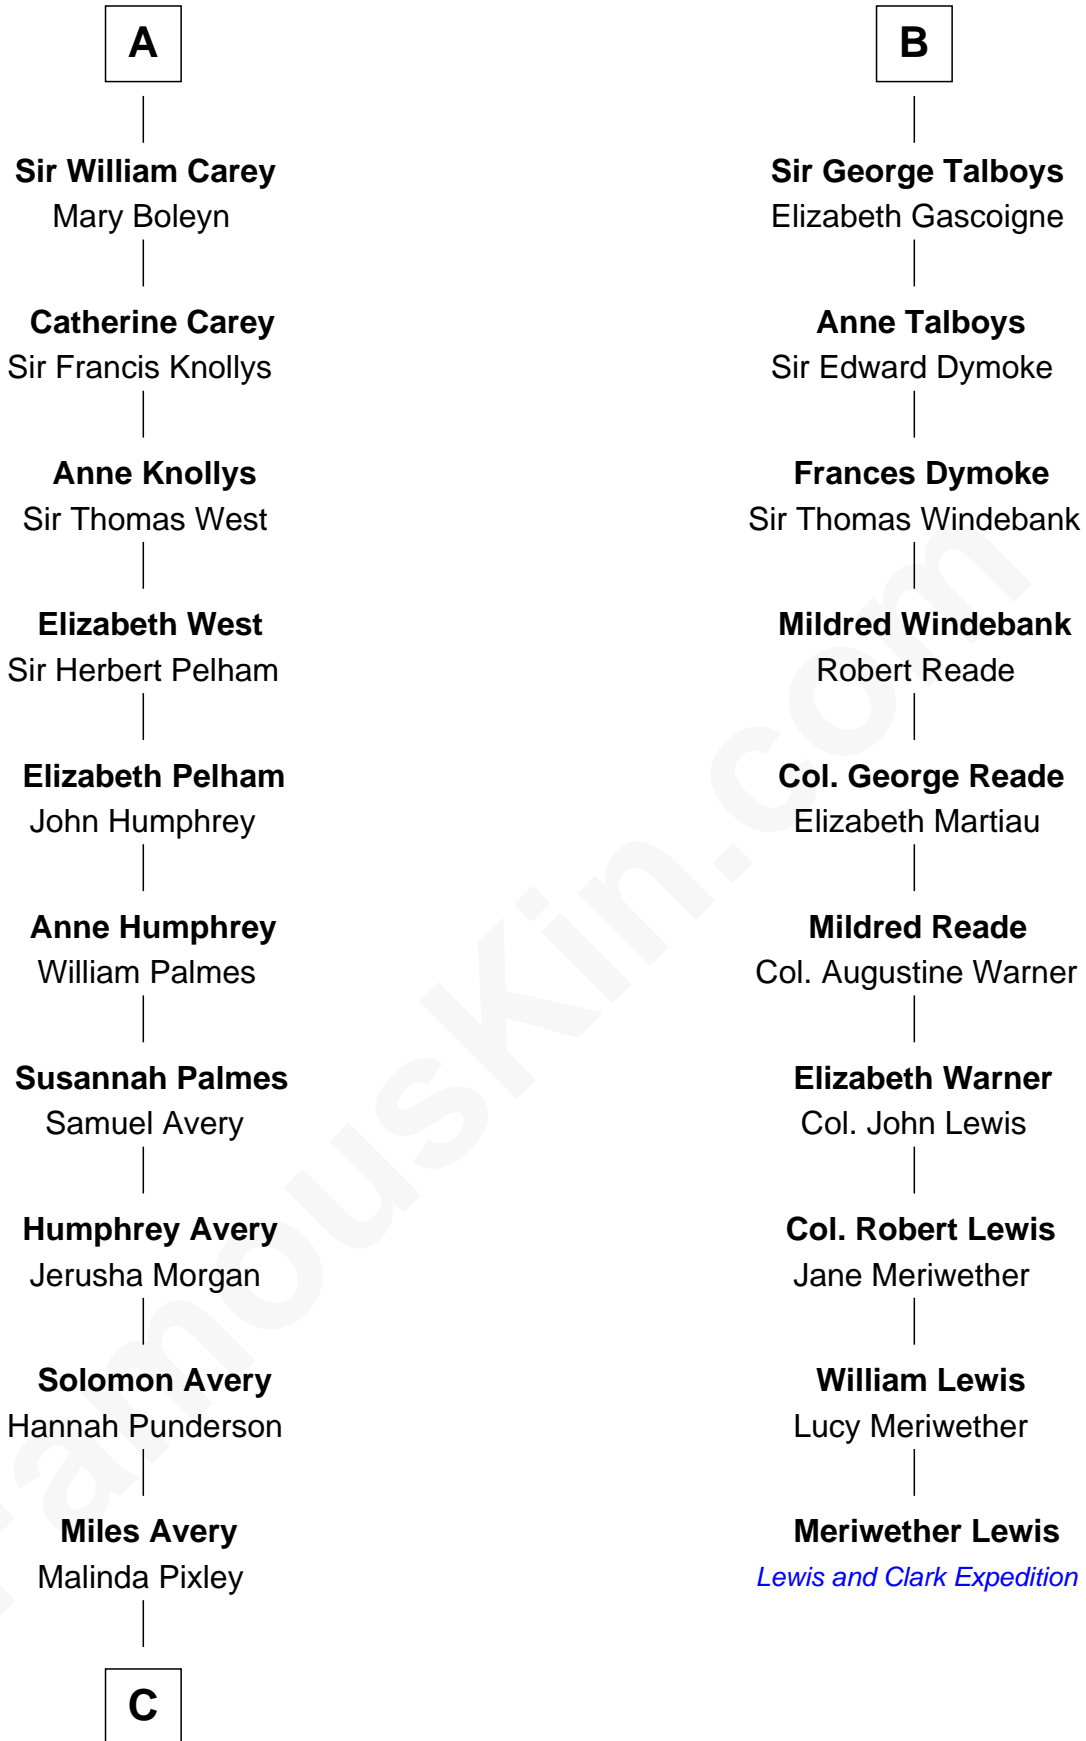 A
Sir William Carey
Mary Boleyn
Catherine Carey
Sir Francis Knollys
Anne Knollys
Sir Thomas West
Elizabeth West
Sir Herbert Pelham
Elizabeth Pelham
John Humphrey
Anne Humphrey
William Palmes
Susannah Palmes
Samuel Avery
Humphrey Avery
Jerusha Morgan
Solomon Avery
Hannah Punderson
Miles Avery
Malinda Pixley
C
B
Sir George Talboys
Elizabeth Gascoigne
Anne Talboys
Sir Edward Dymoke
Frances Dymoke
Sir Thomas Windebank
Mildred Windebank
Robert Reade
Col. George Reade
Elizabeth Martiau
Mildred Reade
Col. Augustine Warner
Elizabeth Warner
Col. John Lewis
Col. Robert Lewis
Jane Meriwether
William Lewis
Lucy Meriwether
Meriwether Lewis
Lewis and Clark Expedition
FamousKin.com